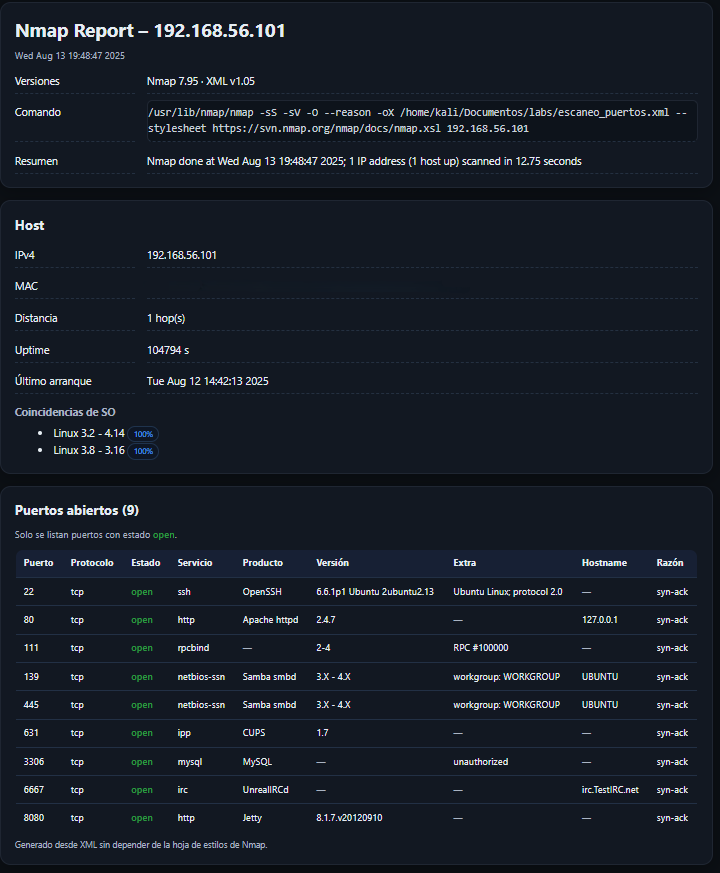 Nmap Report – 192.168.56.101
Wed Aug 13 19:48:47 2025
Versiones Nmap 7.95 · XML v1.05
Comando /usr/lib/nmap/nmap -sS -sV -O --reason -oX /home/kali/Documentos/labs/escaneo_puertos.xml --
stylesheet https://svn.nmap.org/nmap/docs/nmap.xsl 192.168.56.101
Resumen Nmap done at Wed Aug 13 19:48:47 2025; 1 IP address (1 host up) scanned in 12.75 seconds
Host
IPv4 192.168.56.101
MAC
Distancia 1 hop(s)
Uptime 104794 s
Último arranque Tue Aug 12 14:42:13 2025
Coincidencias de SO
• Linux 3.2 - 4.14 100%
• Linux 3.8 - 3.16 100%
Puertos abiertos (9)
Solo se listan puertos con estado open.
Puerto Protocolo Estado Servicio Producto Versión Extra Hostname Razón
22 tcp open ssh OpenSSH 6.6.1p1 Ubuntu 2ubuntu2.13 Ubuntu Linux; protocol 2.0 — syn-ack
80 tcp open http Apache httpd 2.4.7 — 127.0.0.1 syn-ack
111 tcp open rpcbind — 2-4 RPC #100000 — syn-ack
139 tcp open netbios-ssn Samba smbd 3.X - 4.X workgroup: WORKGROUP UBUNTU syn-ack
445 tcp open netbios-ssn Samba smbd 3.X - 4.X workgroup: WORKGROUP UBUNTU syn-ack
631 tcp open ipp CUPS 1.7 — — syn-ack
3306 tcp open mysql MySQL — unauthorized — syn-ack
6667 tcp open irc UnrealIRCd — — irc.TestIRC.net syn-ack
8080 tcp open http Jetty 8.1.7.v20120910 — — syn-ack
Generado desde XML sin depender de la hoja de estilos de Nmap.